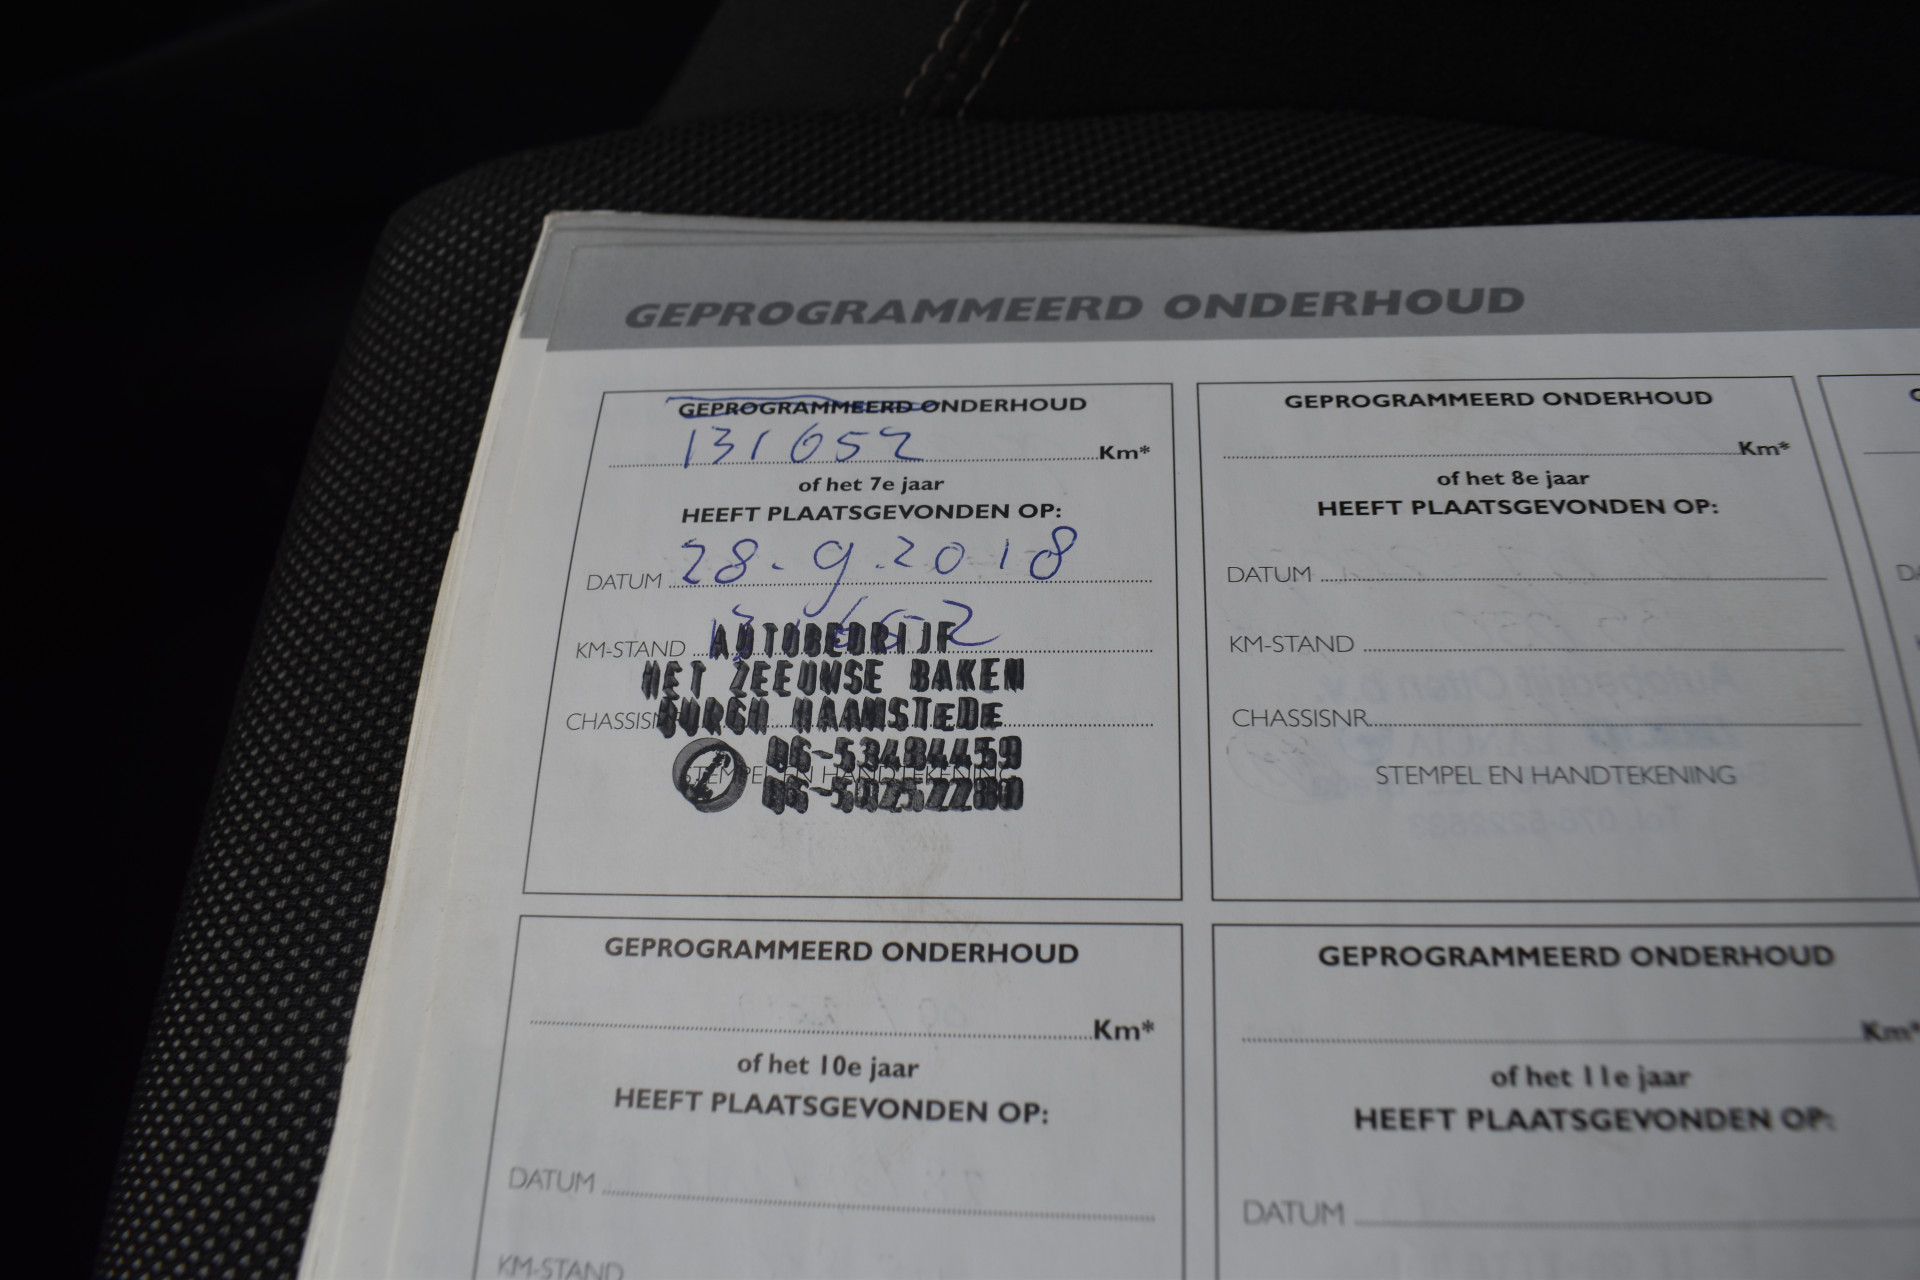 GEPROGRAMMEERD ONDERHOUD
GEPROGRAMMEERD ONDERHOUD
131652 Km*
of het 7e jaar
HEEFT PLAATSGEVONDEN OP:
DATUM 28.9.2018
KM-STAND 131652
AUTOBEDRIJF
HET ZEEUWSE BAKEN
CHASSISNR
BURGH HAAMSTEDE
06-53484459
STEMPEL EN HANDTEKENING
GEPROGRAMMEERD ONDERHOUD
Km*
of het 8e jaar
HEEFT PLAATSGEVONDEN OP:
DATUM
KM-STAND
CHASSISNR.
STEMPEL EN HANDTEKENING
GEPROGRAMMEERD ONDERHOUD
Km*
of het 10e jaar
HEEFT PLAATSGEVONDEN OP:
DATUM
KM-STAND
GEPROGRAMMEERD ONDERHOUD
Km*
of het 11e jaar
HEEFT PLAATSGEVONDEN OP:
DATUM